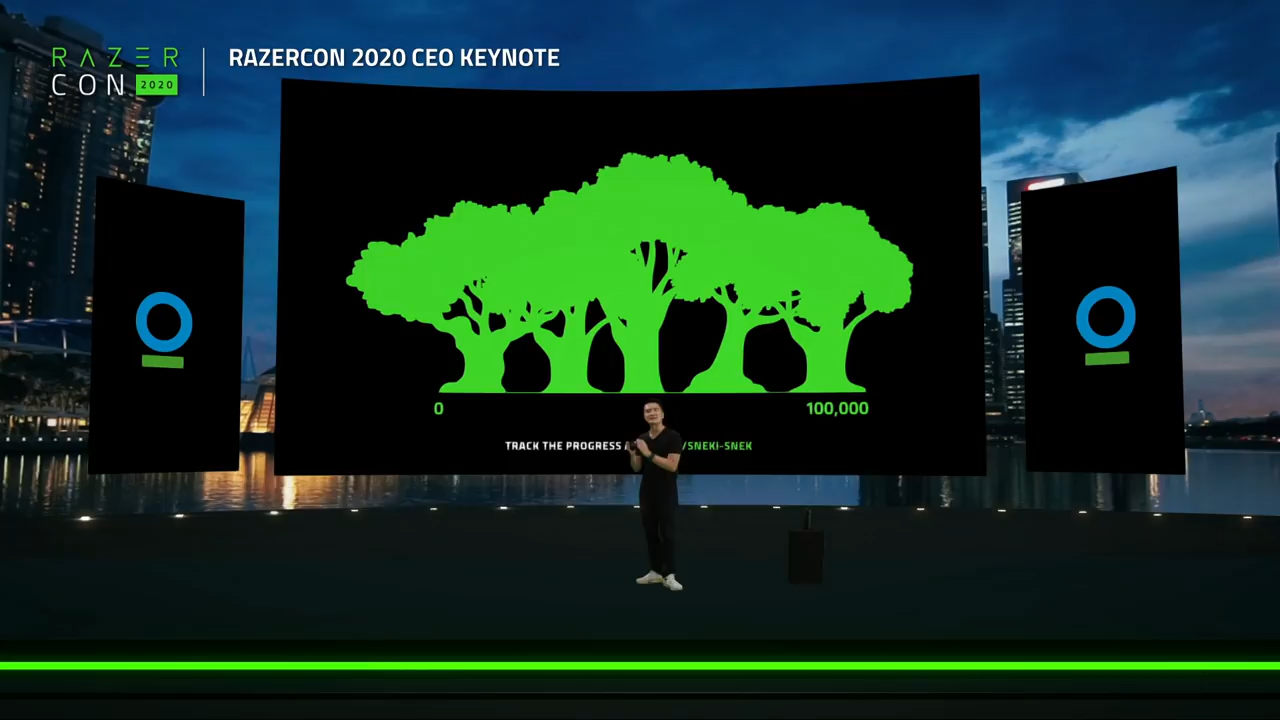 RAZER
CON 2020
RAZERCON 2020 CEO KEYNOTE
0
100,000
TRACK THE PROGRESS /SNEKI-SNEK